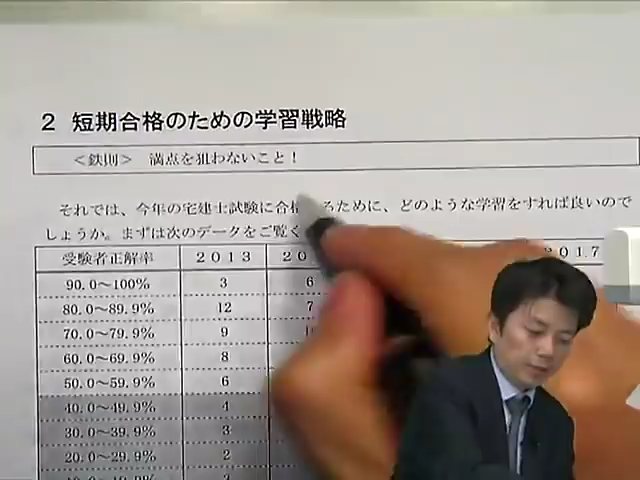 2 短期合格のための学習戦略
<鉄則> 満点を狙わないこと!
それでは、今年の宅建士試験に合格するために、どのような学習をすれば良いので
しょうか。まずは次のデータをご覧く
受験者正解率 2013 20 2017
90.0～100% 3 6
80.0～89.9% 12 7
70.0～79.9% 9
60.0～69.9% 8
50.0～59.9% 6
40.0～49.9% 4
30.0～39.9% 3
20.0～29.9% 2